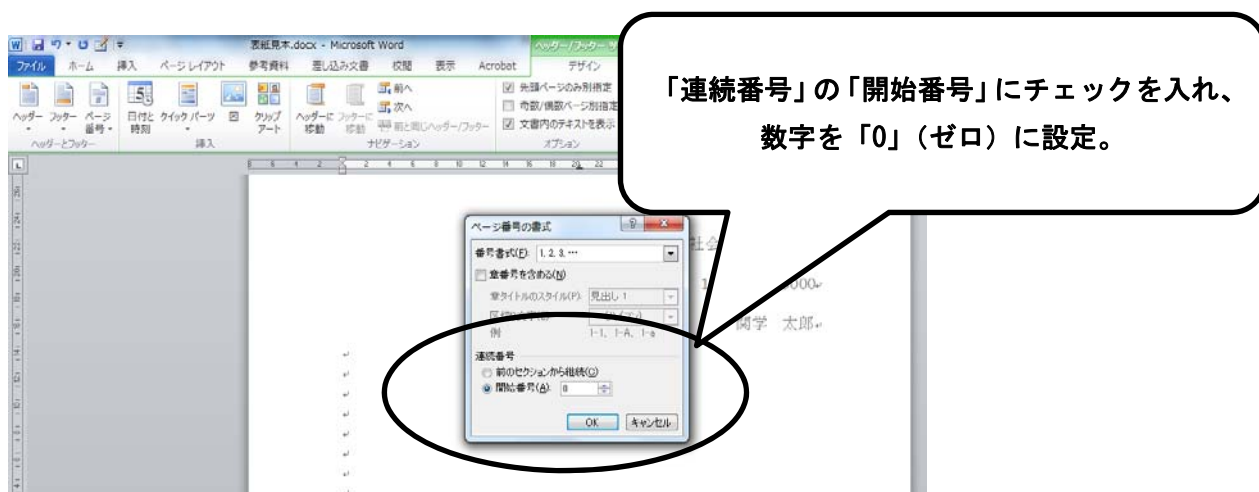 表紙見本.docx - Microsoft Word
ヘッダー/フッター
ファイル ホーム 挿入 ページ レイアウト 参考資料 差し込み文書 校閲 表示 Acrobat デザイン
ヘッダー フッター ページ番号
日付と時刻 クイック パーツ 図 クリップアート
ヘッダーに移動 フッターに移動
前へ
次へ
前と同じヘッダー/フッター
先頭ページのみ別指定
奇数/偶数ページ別指定
文書内のテキストを表示
ヘッダーとフッター 挿入 ナビゲーション オプション
「連続番号」の「開始番号」にチェックを入れ、
数字を「0」(ゼロ)に設定。
ページ番号の書式
番号書式(F): 1, 2, 3, …
章番号を含める(N)
章タイトルのスタイル(P): 見出し 1
例 1-1、1-A、1-a
連続番号
前のセクションから継続(C)
開始番号(A): 0
OK キャンセル
社会
000
関学 太郎